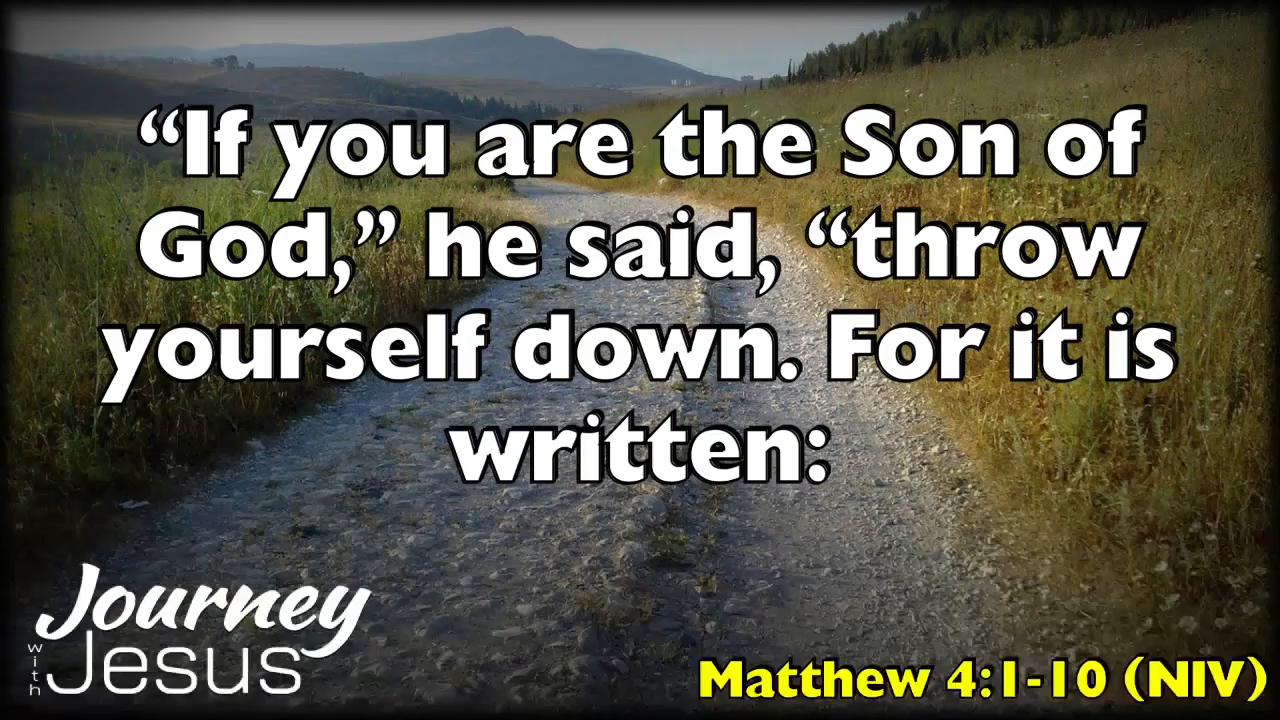 “If you are the Son of
God,” he said, “throw
yourself down. For it is
written:
Journey
with
Jesus
Matthew 4:1-10 (NIV)